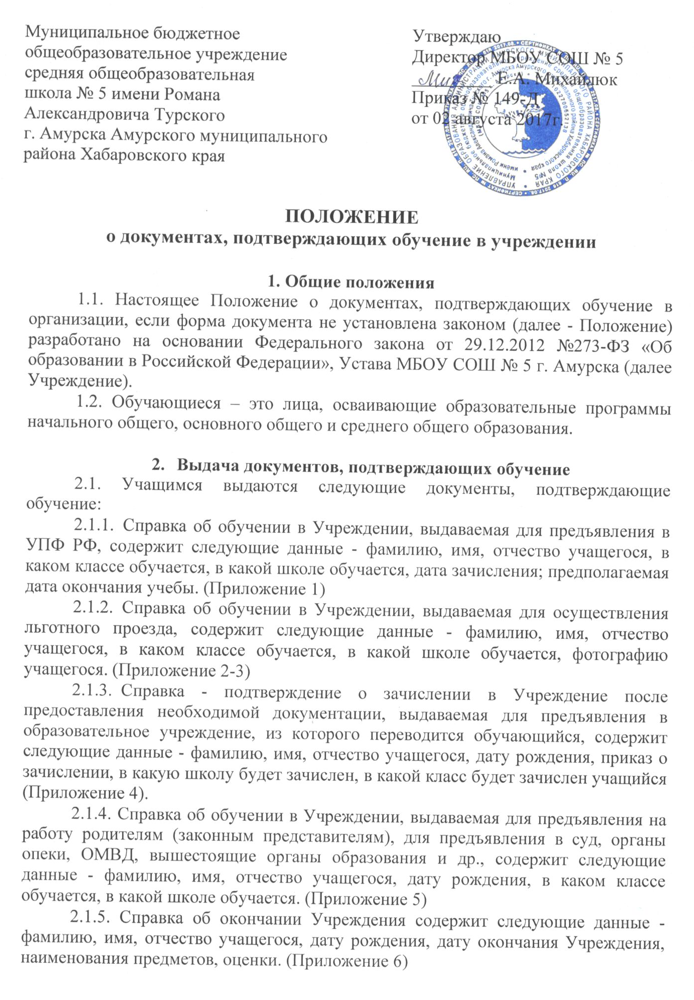 Муниципальное бюджетное
общеобразовательное учреждение
средняя общеобразовательная
школа № 5 имени Романа
Александровича Турского
г. Амурска Амурского муниципального
района Хабаровского края
Утверждаю
Директор МБОУ СОШ № 5
Е.А. Михайлюк
Приказ № 149-Д
от 02 августа 2017г.
ПОЛОЖЕНИЕ
о документах, подтверждающих обучение в учреждении
1. Общие положения
1.1. Настоящее Положение о документах, подтверждающих обучение в
организации, если форма документа не установлена законом (далее - Положение)
разработано на основании Федерального закона от 29.12.2012 №273-ФЗ «Об
образовании в Российской Федерации», Устава МБОУ СОШ № 5 г. Амурска (далее
Учреждение).
1.2. Обучающиеся – это лица, осваивающие образовательные программы
начального общего, основного общего и среднего общего образования.
2. Выдача документов, подтверждающих обучение
2.1. Учащимся выдаются следующие документы, подтверждающие
обучение:
2.1.1. Справка об обучении в Учреждении, выдаваемая для предъявления в
УПФ РФ, содержит следующие данные - фамилию, имя, отчество учащегося, в
каком классе обучается, в какой школе обучается, дата зачисления; предполагаемая
дата окончания учебы. (Приложение 1)
2.1.2. Справка об обучении в Учреждении, выдаваемая для осуществления
льготного проезда, содержит следующие данные - фамилию, имя, отчество
учащегося, в каком классе обучается, в какой школе обучается, фотографию
учащегося. (Приложение 2-3)
2.1.3. Справка - подтверждение о зачислении в Учреждение после
предоставления необходимой документации, выдаваемая для предъявления в
образовательное учреждение, из которого переводится обучающийся, содержит
следующие данные - фамилию, имя, отчество учащегося, дату рождения, приказ о
зачислении, в какую школу будет зачислен, в какой класс будет зачислен учащийся
(Приложение 4).
2.1.4. Справка об обучении в Учреждении, выдаваемая для предъявления на
работу родителям (законным представителям), для предъявления в суд, органы
опеки, ОМВД, вышестоящие органы образования и др., содержит следующие
данные - фамилию, имя, отчество учащегося, дату рождения, в каком классе
обучается, в какой школе обучается. (Приложение 5)
2.1.5. Справка об окончании Учреждения содержит следующие данные -
фамилию, имя, отчество учащегося, дату рождения, дату окончания Учреждения,
наименования предметов, оценки. (Приложение 6)